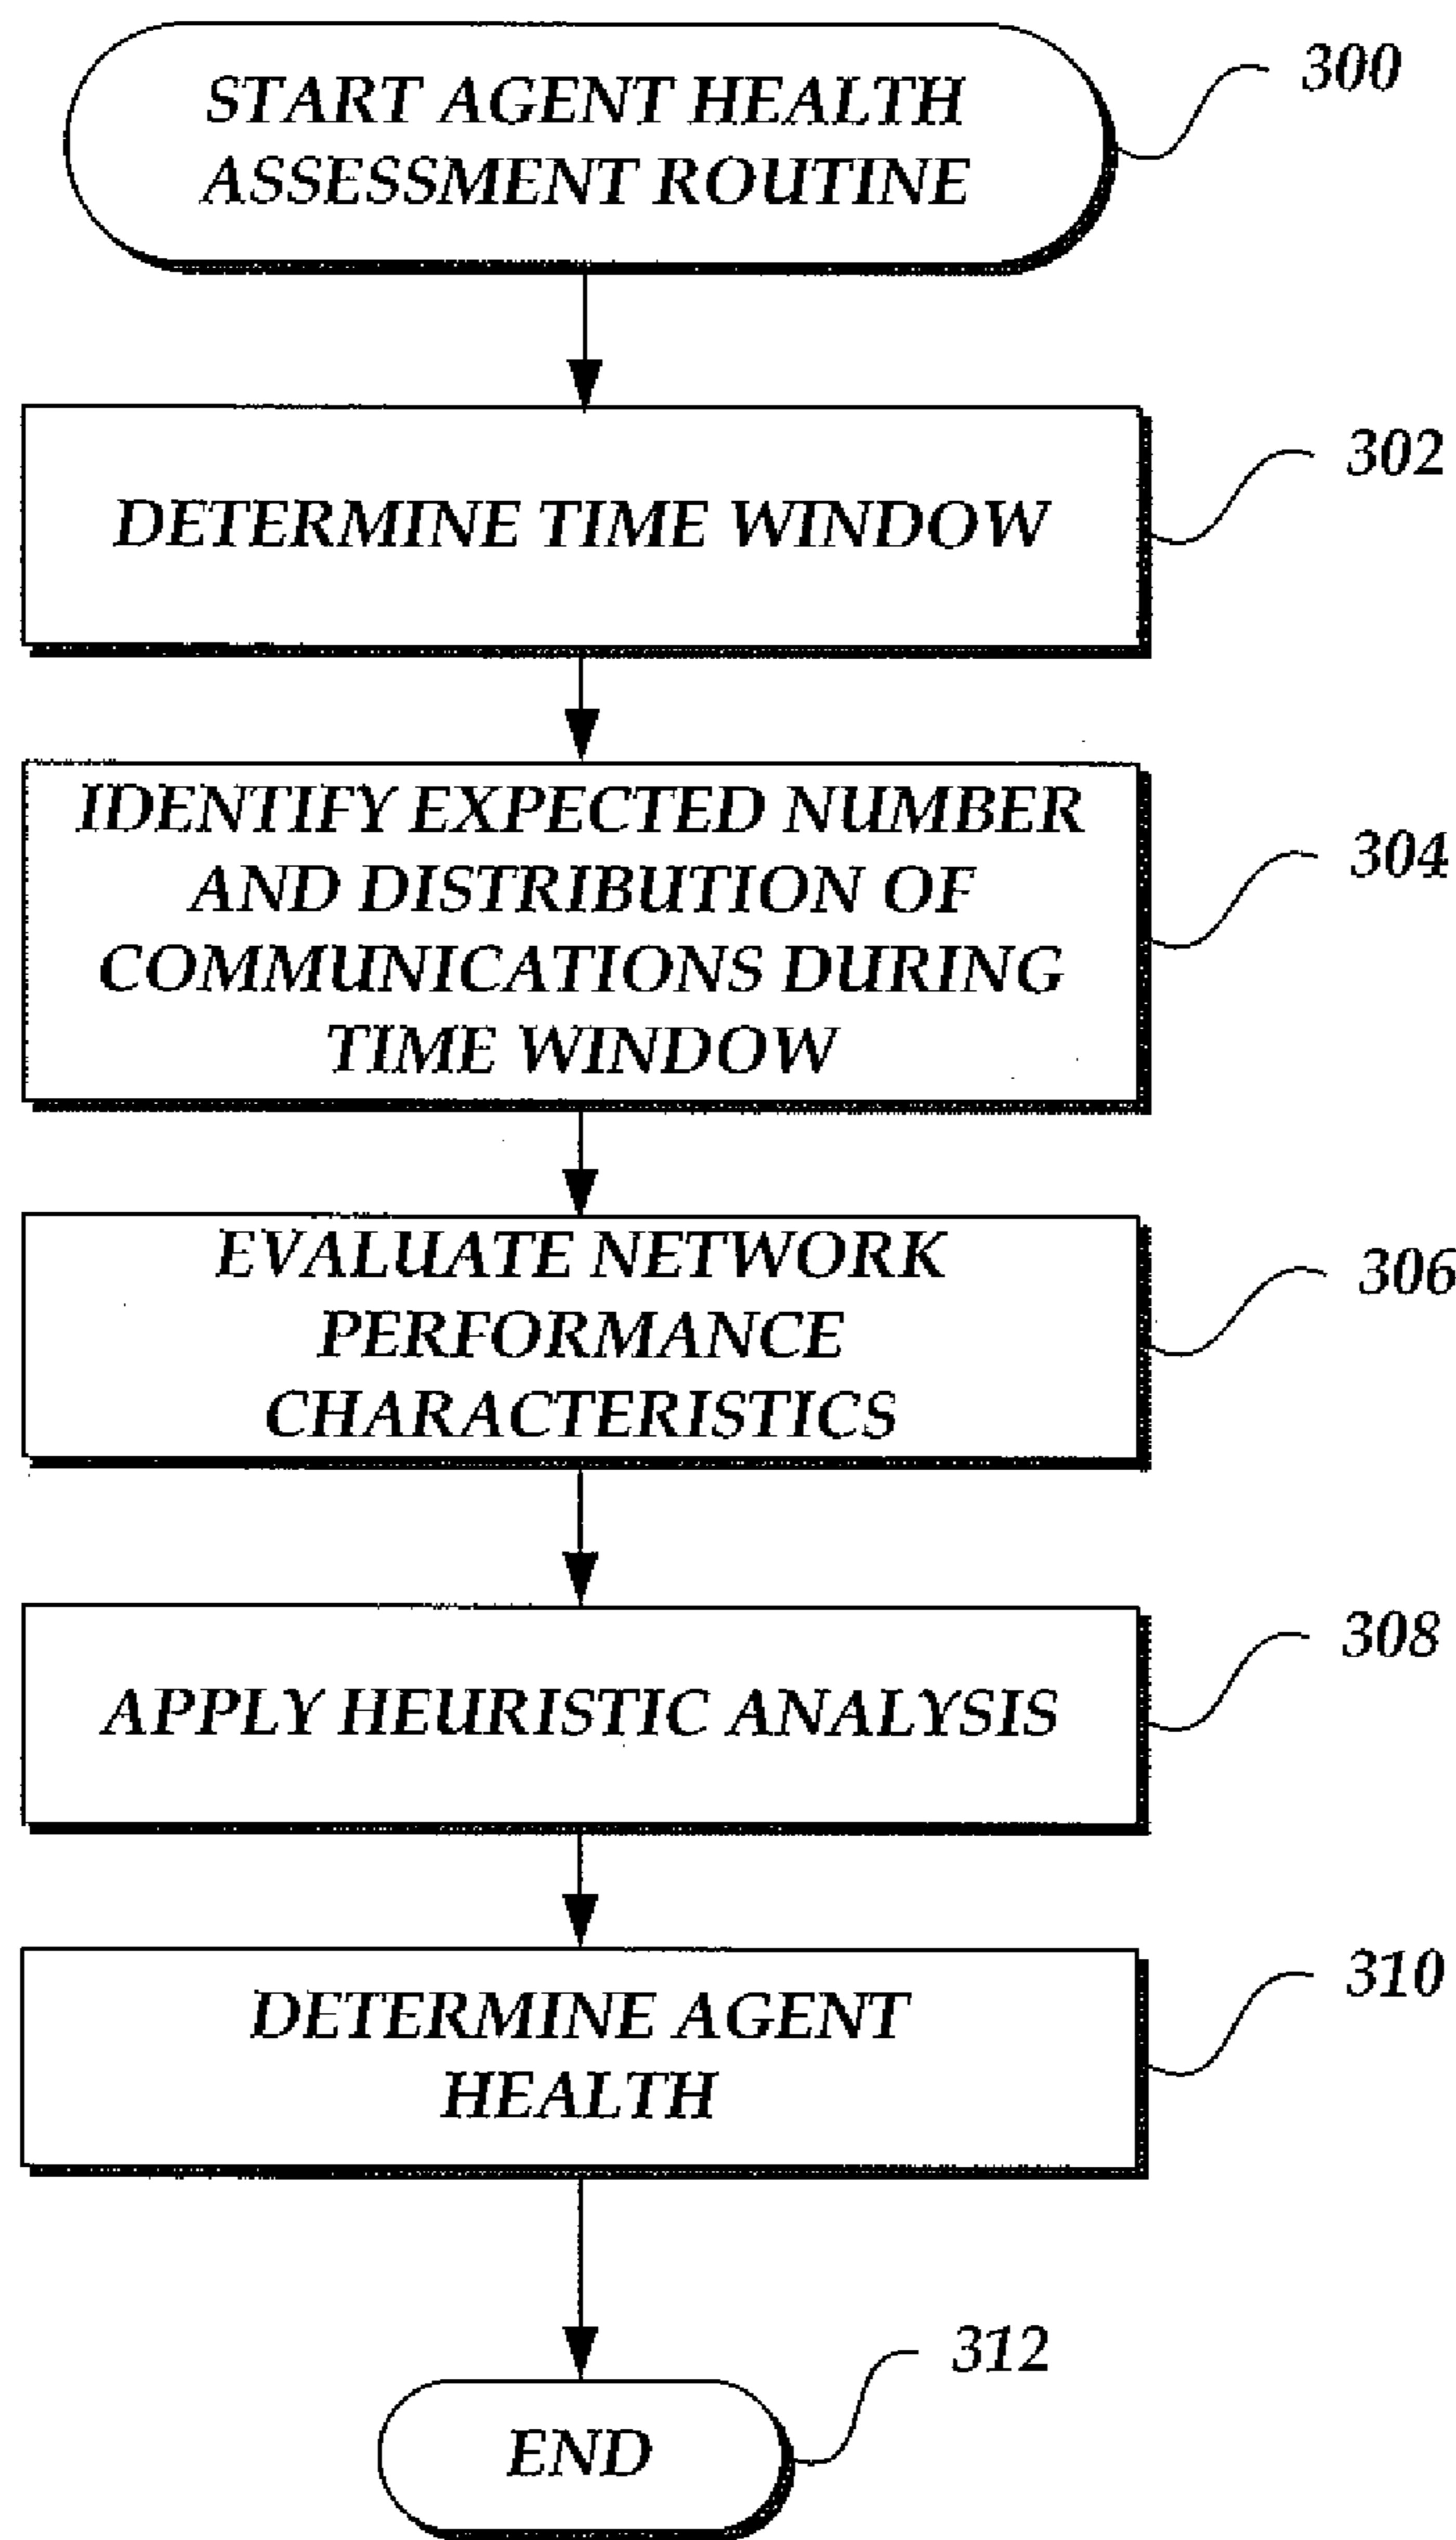 START AGENT HEALTH
ASSESSMENT ROUTINE
300
DETERMINE TIME WINDOW
302
IDENTIFY EXPECTED NUMBER
AND DISTRIBUTION OF
COMMUNICATIONS DURING
TIME WINDOW
304
EVALUATE NETWORK
PERFORMANCE
CHARACTERISTICS
306
APPLY HEURISTIC ANALYSIS
308
DETERMINE AGENT
HEALTH
310
END
312